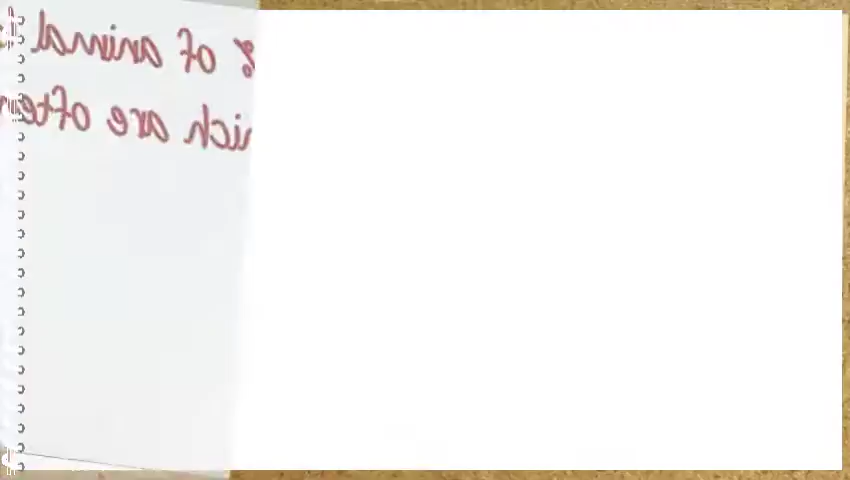 % of animal
are often